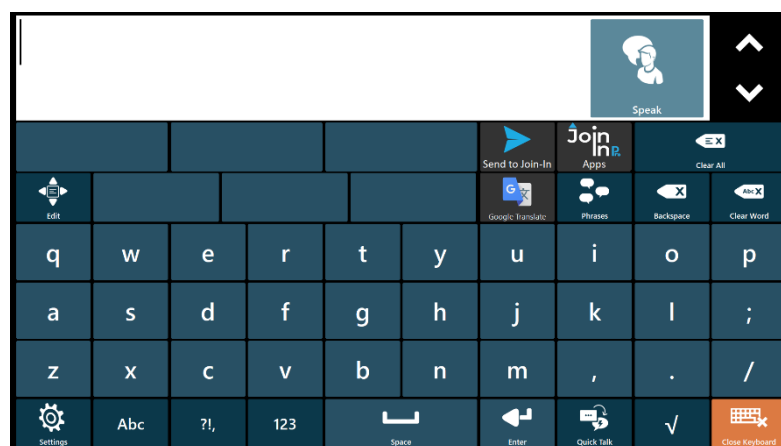 Speak
Send to Join-In
Join In
Apps
Clear All
Edit
G
Google Translate
Phrases
X
Backspace
Abc X
Clear Word
q w e r t y u i o p
a s d f g h j k l ;
z x c v b n m , . /
Settings
Abc
?!,
123
Space
Enter
Quick Talk
√
Close Keyboard